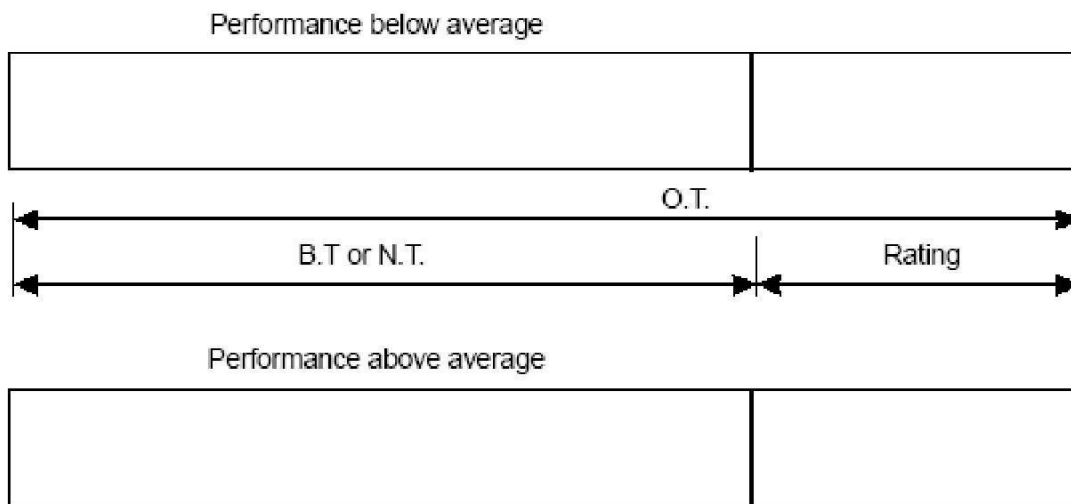 Performance below average
O.T.
B.T or N.T.
Rating
Performance above average